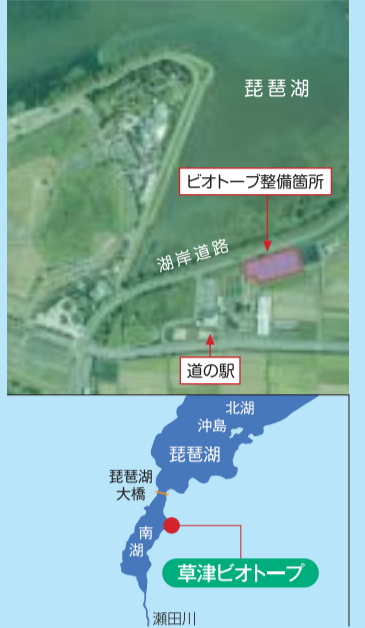 琵琶湖
ビオトープ整備箇所
湖岸道路
道の駅
北湖
沖島
琵琶湖
琵琶湖
大橋
南
湖
草津ビオトープ
瀬田川